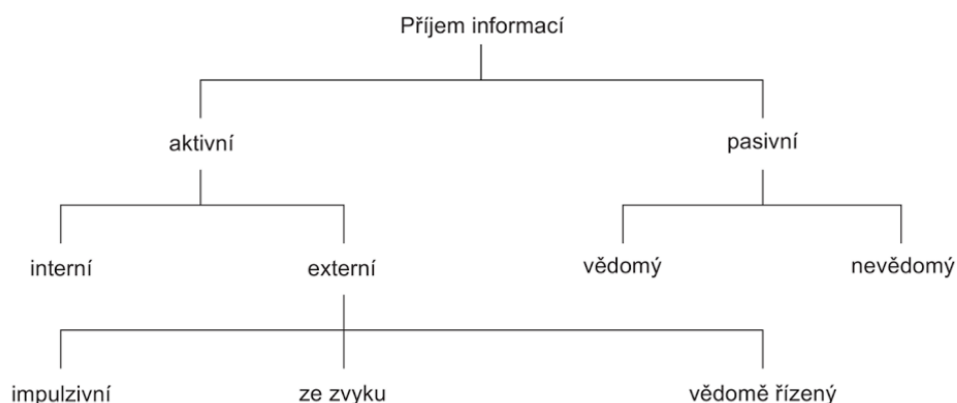 Příjem informací
aktivní
pasivní
interní
externí
vědomý
nevědomý
impulzivní
ze zvyku
vědomě řízený